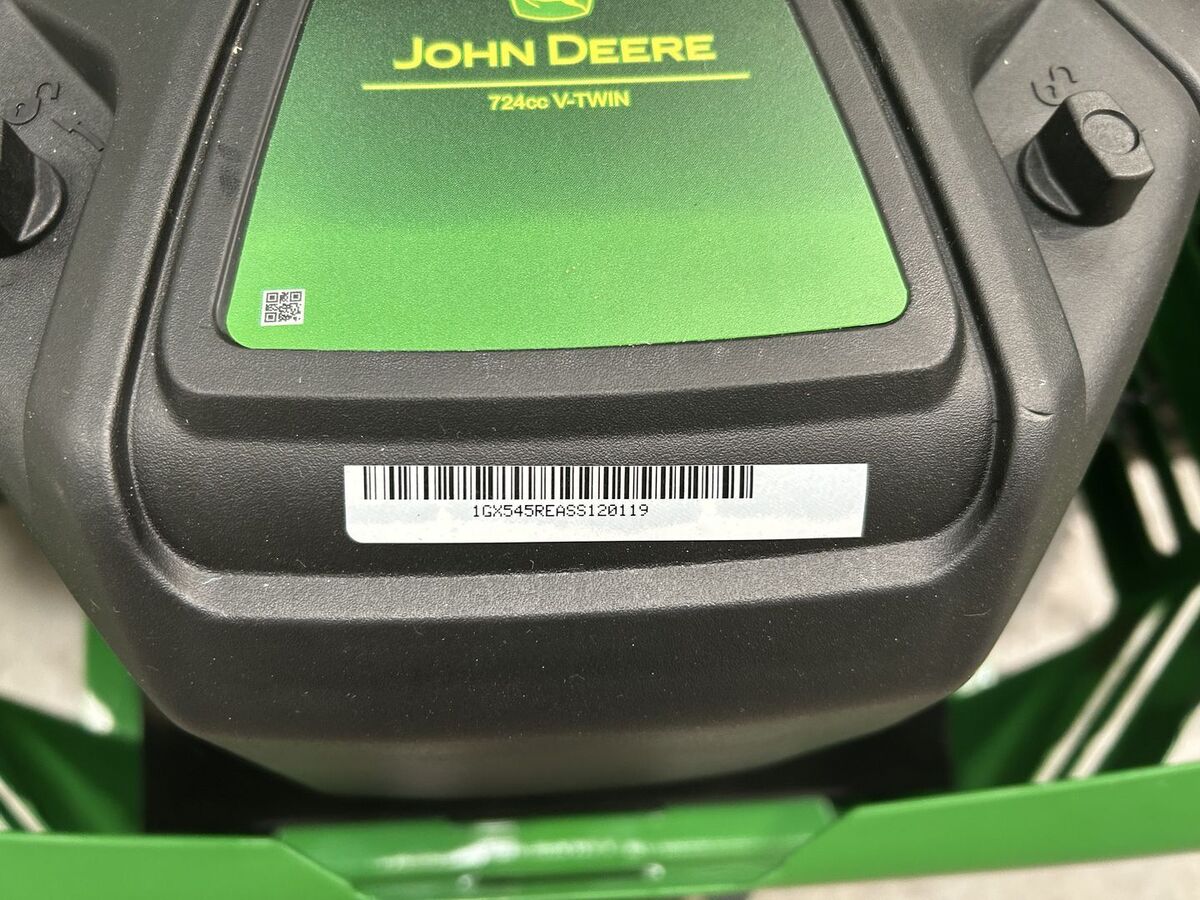 JOHN DEERE
724cc V-TWIN
1GX545REASS120119